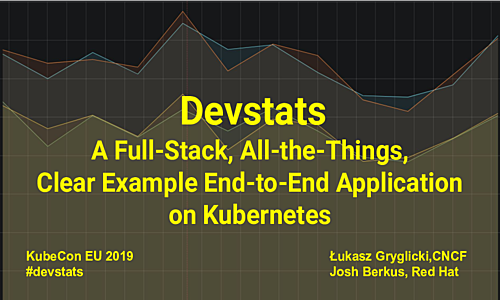 Devstats
A Full-Stack, All-the-Things,
Clear Example End-to-End Application
on Kubernetes
KubeCon EU 2019
#devstats
Łukasz Gryglicki,CNCF
Josh Berkus, Red Hat